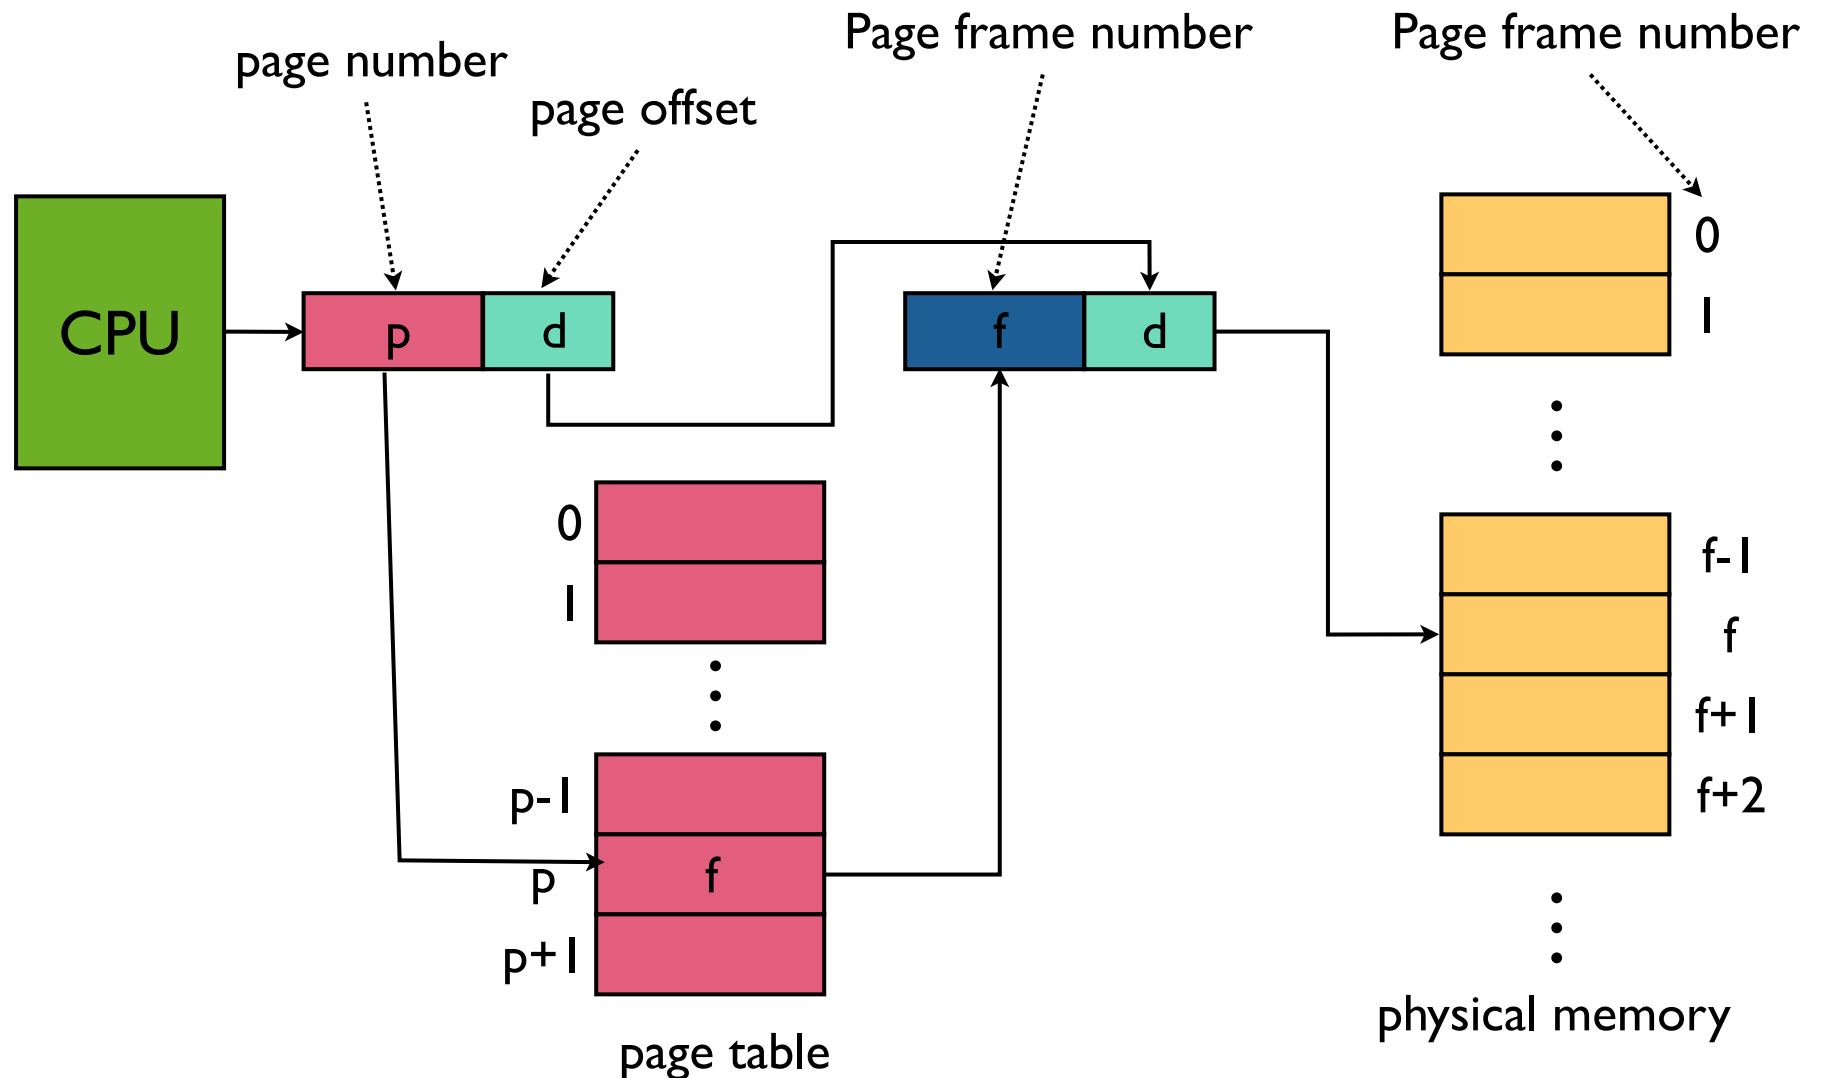 page number
page offset
Page frame number
Page frame number
CPU
p
d
f
d
0
1
f-1
f
f+1
f+2
physical memory
0
1
p-1
p
f
p+1
page table